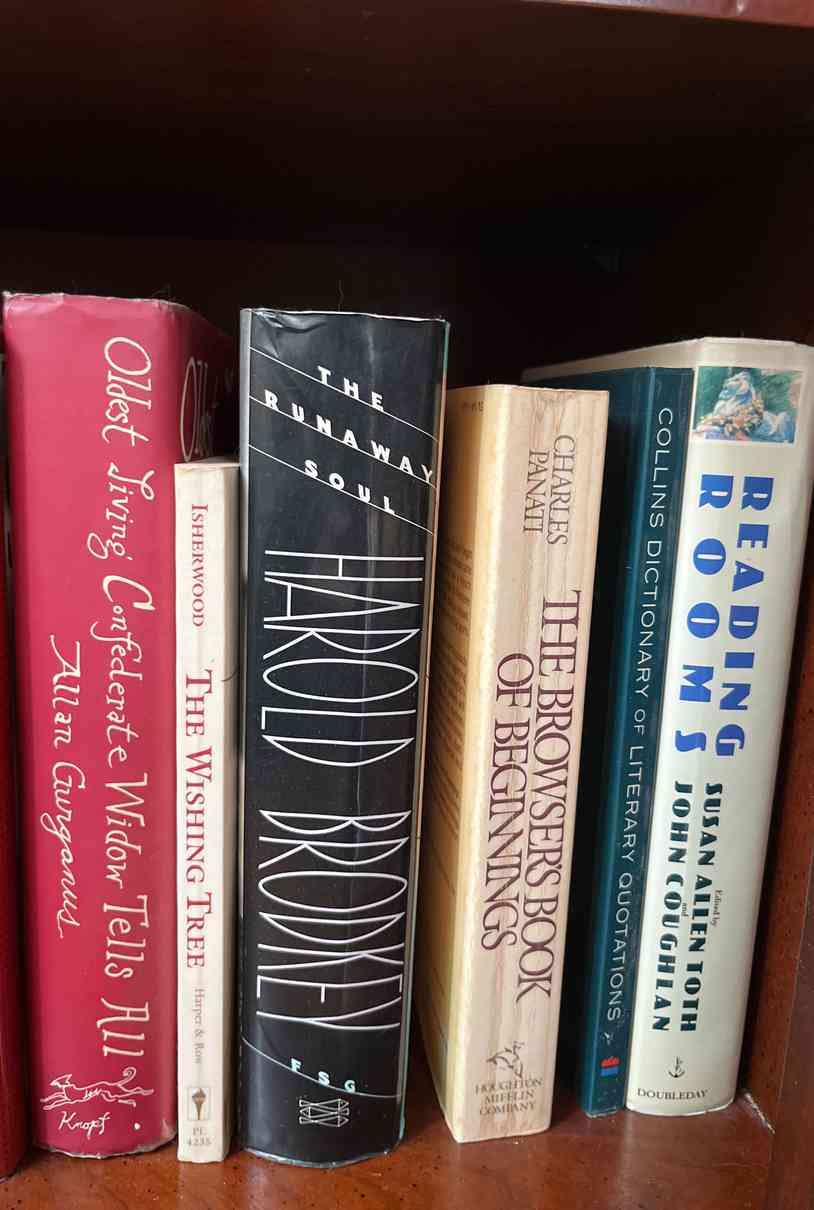 Oldest Living Confederate Widow Tells All
Allan Gurganus
Knopf
ISHERWOOD
THE WISHING TREE
Harper & Row
PL
4235
THE
RUNAWAY
SOUL
HAROLD BRODKEY
FSG
CHARLES
PANATI
THE BROWSER'S BOOK
OF BEGINNINGS
HOUGHTON
MIFFLIN
COMPANY
COLLINS DICTIONARY OF LITERARY QUOTATIONS
READING
ROOMS
Edited by
SUSAN ALLEN TOTH
and
JOHN COUGHLAN
DOUBLEDAY